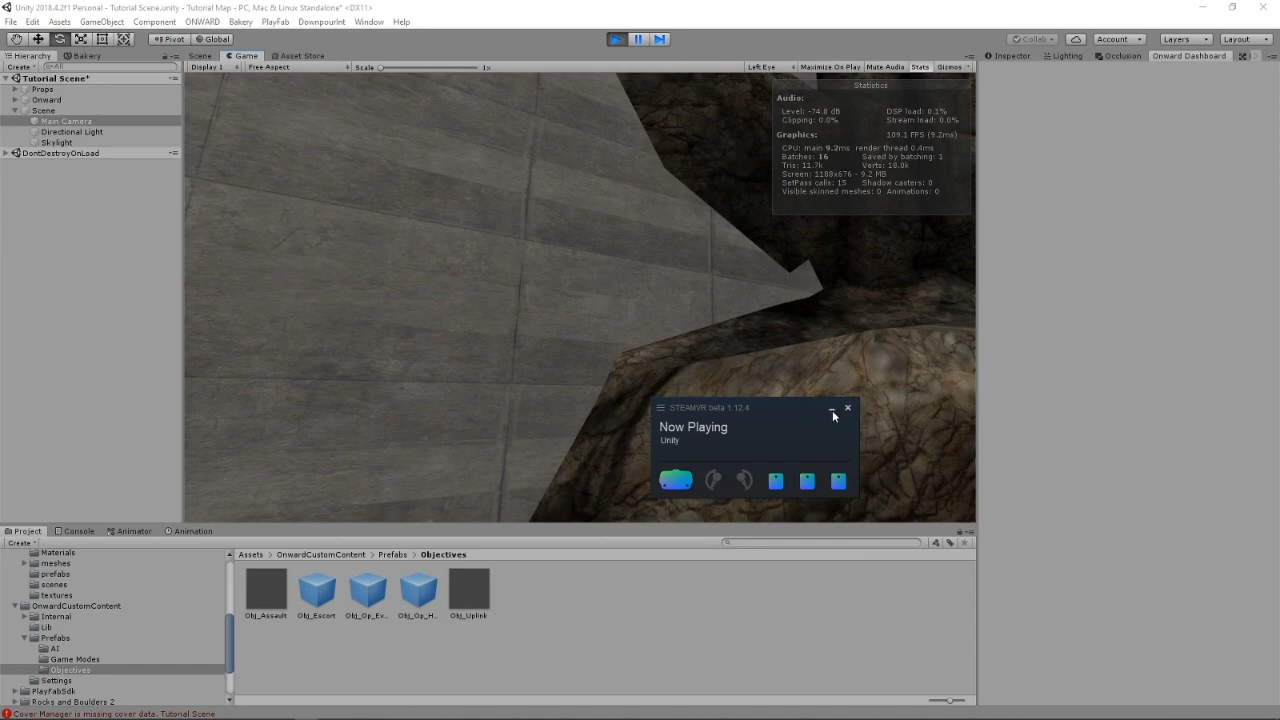 Unity 2018.4.2f1 Personal - Tutorial Scene.unity - Tutorial Map - PC, Mac & Linux Standalone* <DX11>
File Edit Assets GameObject Component ONWARD Bakery PlayFab DownpourInt Window Help
Pivot Global Collab Account Layers Layout
Hierarchy Bakery Scene Game Asset Store Inspector Lighting Occlusion Onward Dashboard
Create All Display 1 Free Aspect Scale 1x Left Eye Maximize On Play Mute Audio Stats Gizmos
Tutorial Scene*
Props
Onward
Scene
Main Camera
Directional Light
Skylight
DontDestroyOnLoad
Statistics
Audio:
Level: -74.8 dB DSP load: 0.1%
Clipping: 0.0% Stream load: 0.0%
Graphics: 109.1 FPS (9.2ms)
CPU: main 9.2ms render thread 0.4ms
Batches: 16 Saved by batching: 1
Tris: 11.7k Verts: 18.0k
Screen: 1188x676 - 9.2 MB
SetPass calls: 15 Shadow casters: 0
Visible skinned meshes: 0 Animations: 0
STEAMVR beta 1.12.4
Now Playing
Unity
Project Console Animator Animation
Create
Materials
meshes
prefabs
scenes
textures
OnwardCustomContent
Internal
Lib
Prefabs
AI
Game Modes
Objectives
Settings
PlayFabSdk
Rocks and Boulders 2
Assets OnwardCustomContent Prefabs Objectives
Obj_Assault Obj_Escort Obj_Op_Ev... Obj_Op_H... Obj_Uplink
Cover Manager is missing cover data. Tutorial Scene